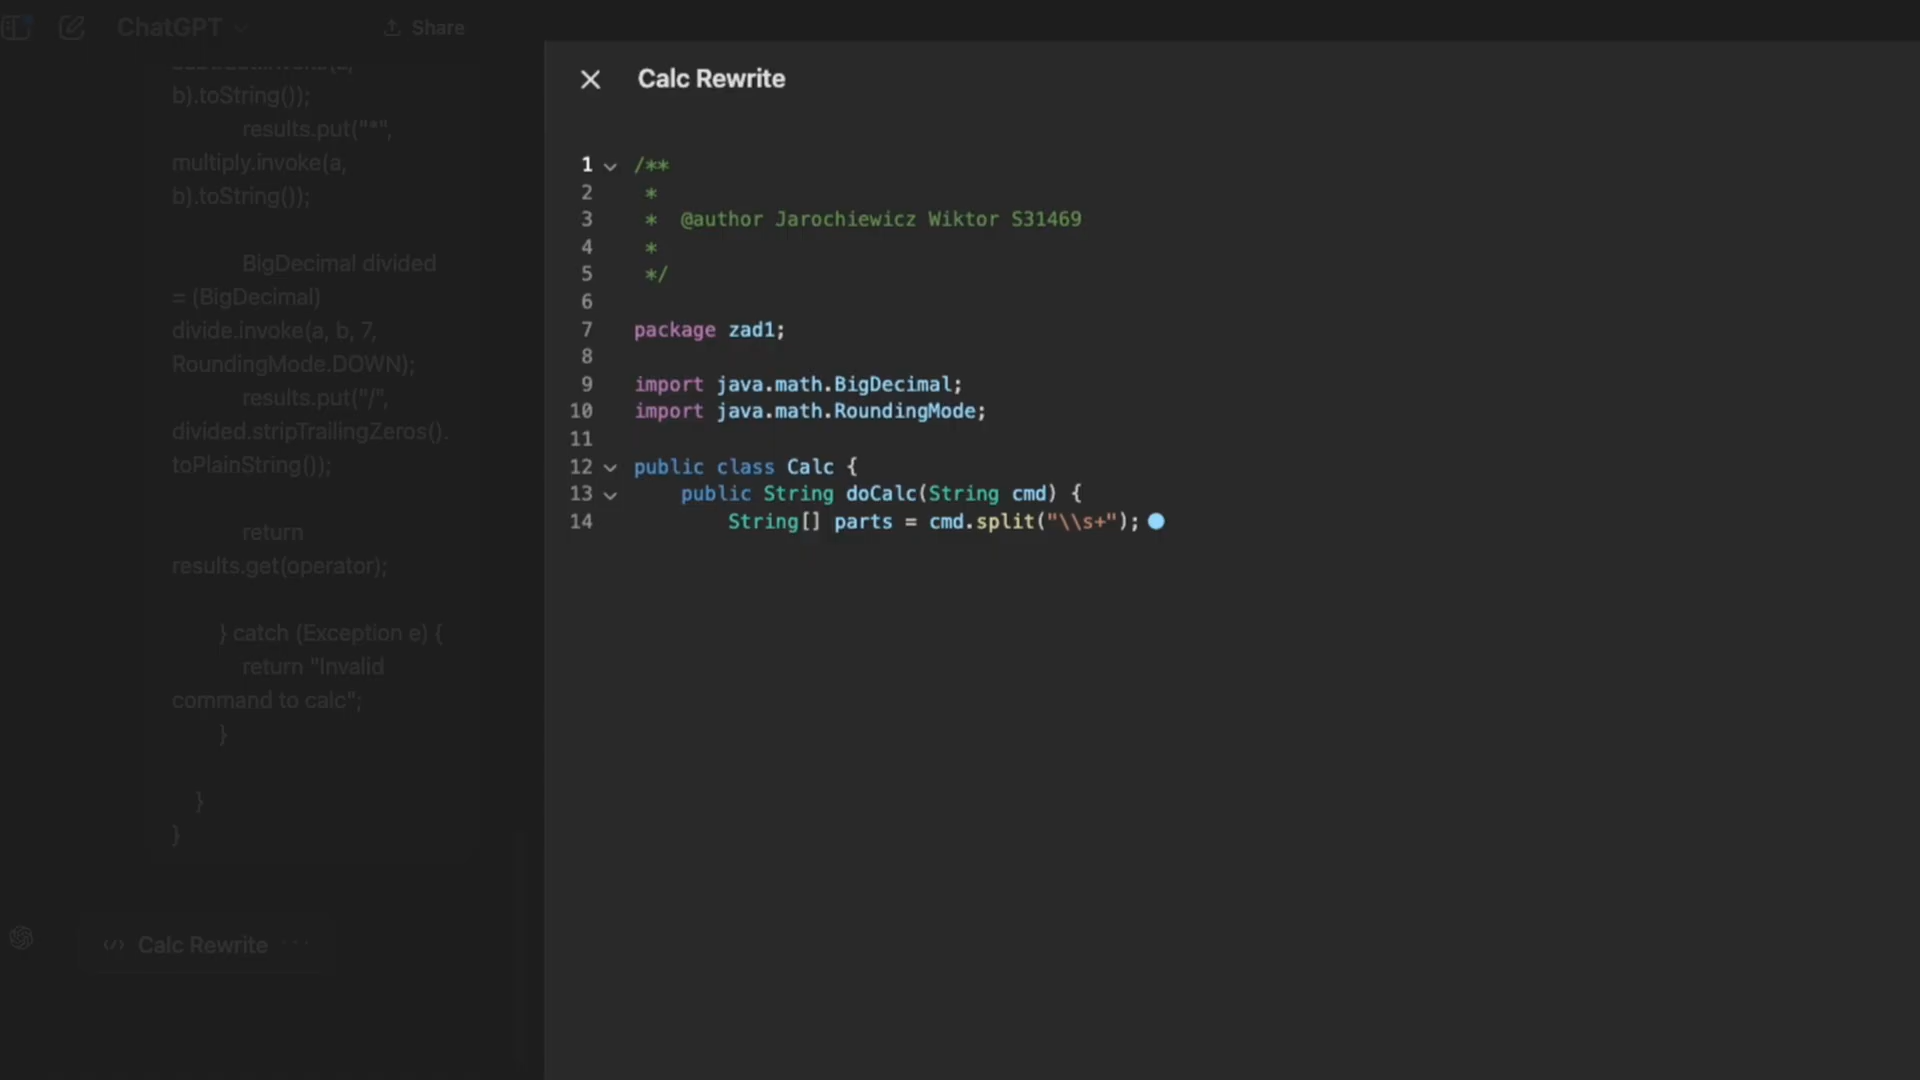 ChatGPT
Share
b).toString());
results.put("*",
multiply.invoke(a,
b).toString());
BigDecimal divided
= (BigDecimal)
divide.invoke(a, b, 7,
RoundingMode.DOWN);
results.put("/",
divided.stripTrailingZeros().
toPlainString());
return
results.get(operator);
} catch (Exception e) {
return "Invalid
command to calc";
}
}
}
Calc Rewrite
Calc Rewrite
1 /**
2 *
3 * @author Jarochiewicz Wiktor S31469
4 *
5 */
6
7 package zad1;
8
9 import java.math.BigDecimal;
10 import java.math.RoundingMode;
11
12 public class Calc {
13 public String doCalc(String cmd) {
14 String[] parts = cmd.split("\\s+");